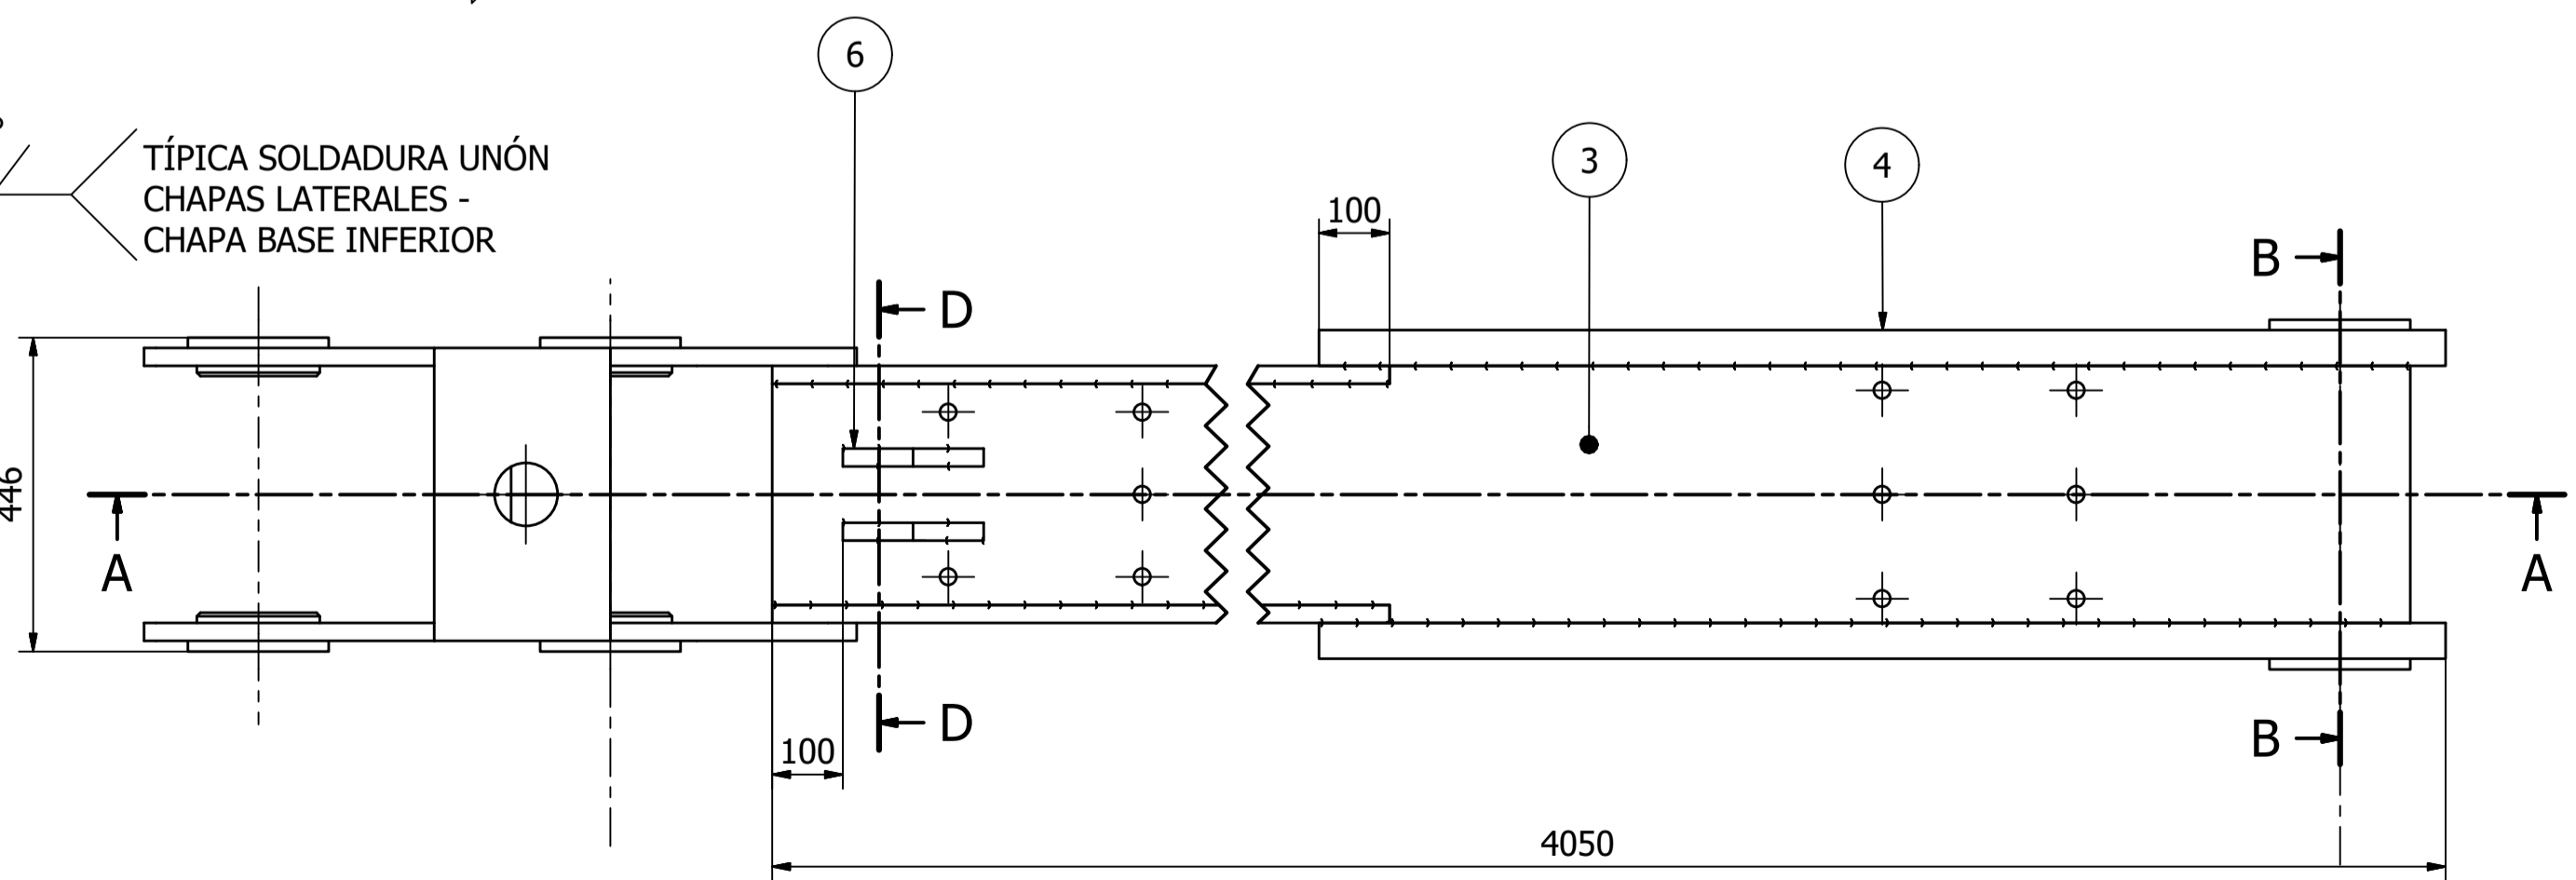 6
TÍPICA SOLDADURA UNÓN
CHAPAS LATERALES -
CHAPA BASE INFERIOR
3
4
100
B
D
446
A
A
D
B
100
4050